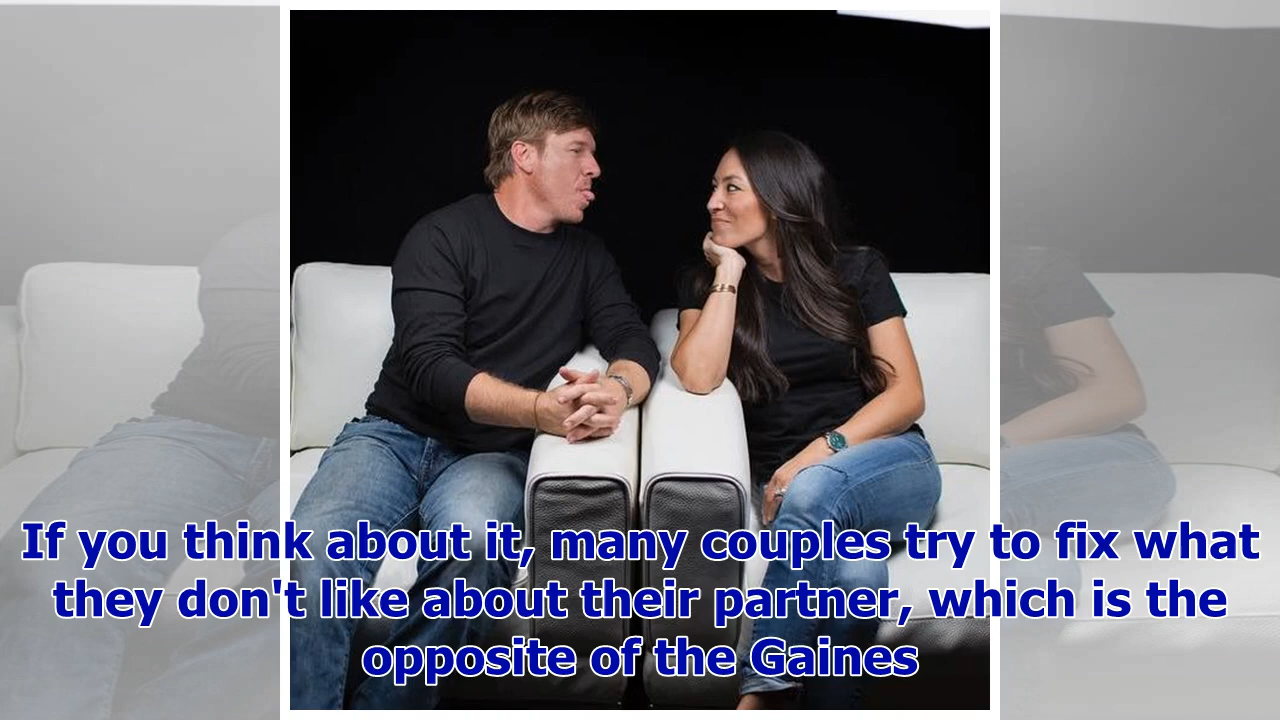 If you think about it, many couples try to fix what
they don't like about their partner, which is the
opposite of the Gaines